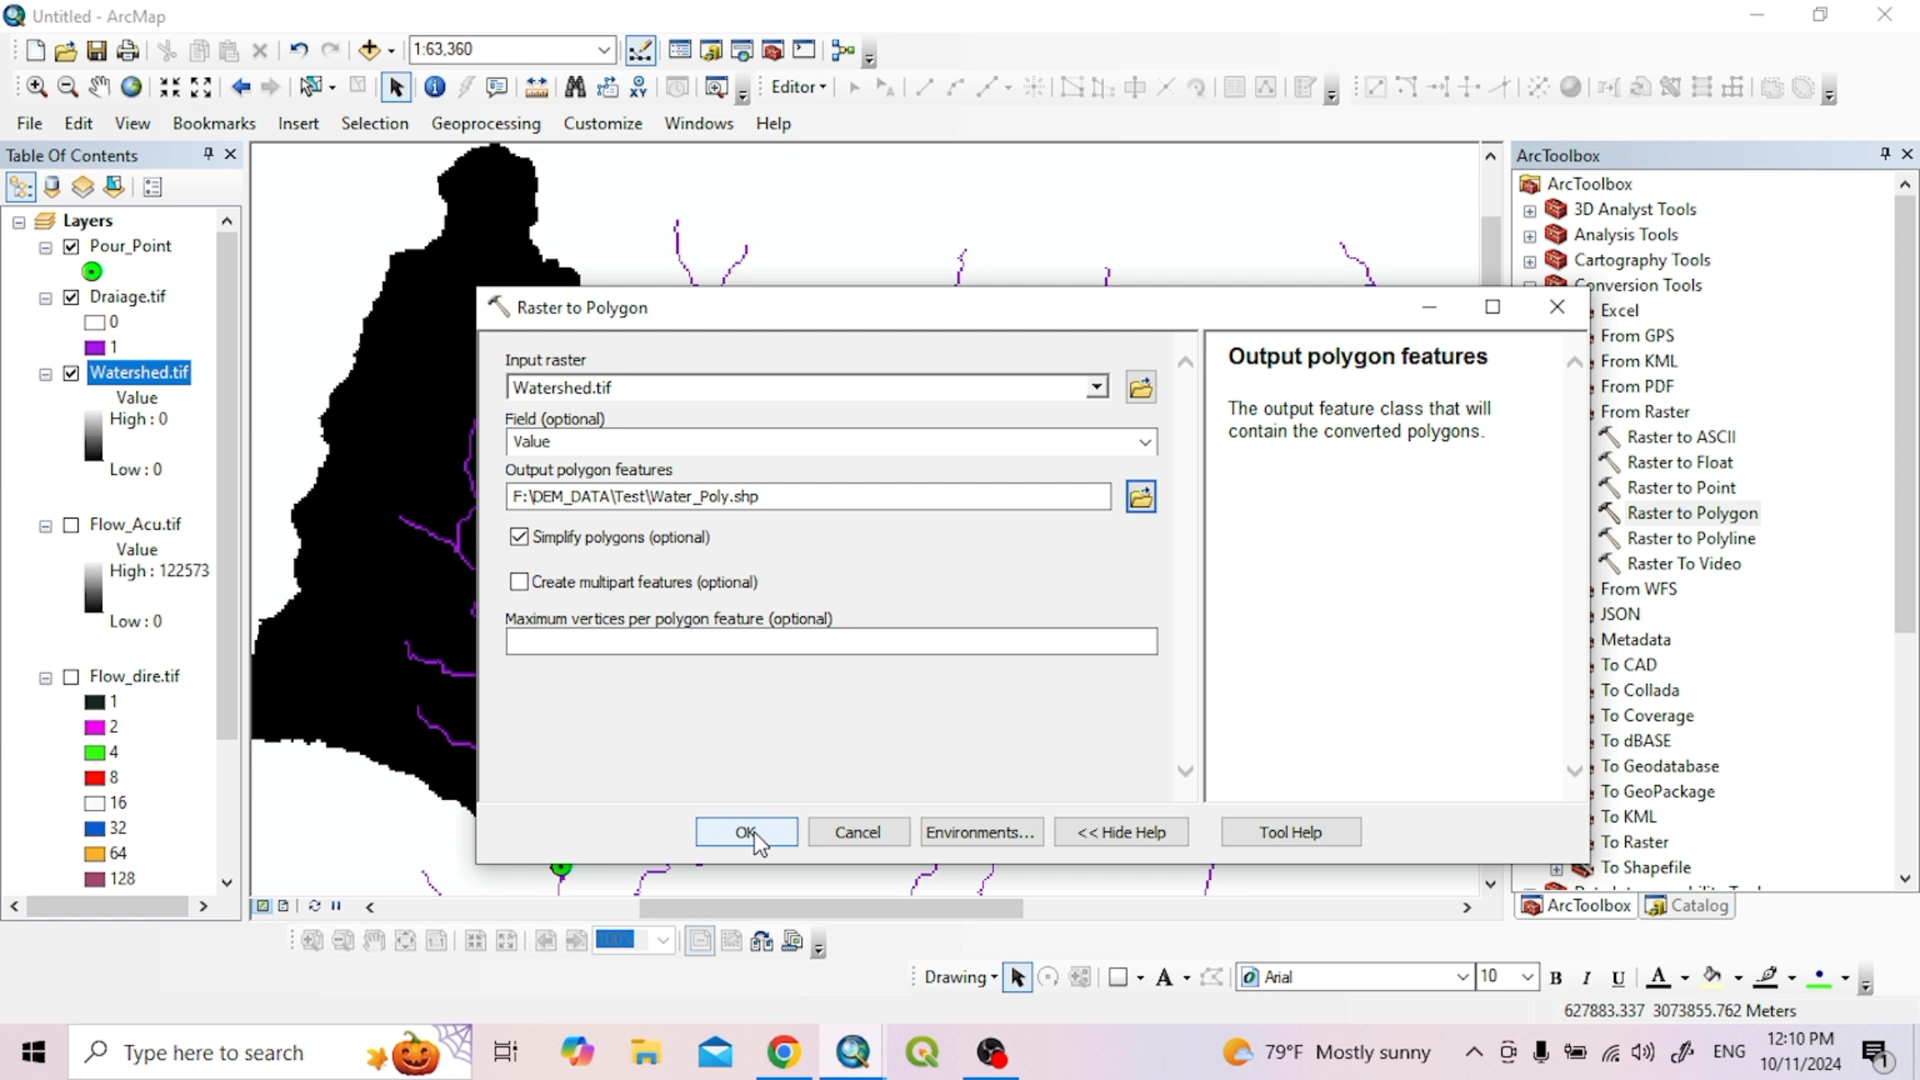 Untitled - ArcMap
1:63,360
Editor
File Edit View Bookmarks Insert Selection Geoprocessing Customize Windows Help
Table Of Contents
Layers
Pour_Point
Draiage.tif
0
1
Watershed.tif
Value
High : 0
Low : 0
Flow_Acu.tif
Value
High : 122573
Low : 0
Flow_dire.tif
1
2
4
8
16
32
64
128
Raster to Polygon
Input raster
Watershed.tif
Field (optional)
Value
Output polygon features
F:\DEM_DATA\Test\Water_Poly.shp
Simplify polygons (optional)
Create multipart features (optional)
Maximum vertices per polygon feature (optional)
OK Cancel Environments... << Hide Help Tool Help
Output polygon features
The output feature class that will
contain the converted polygons.
ArcToolbox
ArcToolbox
3D Analyst Tools
Analysis Tools
Cartography Tools
Conversion Tools
Excel
From GPS
From KML
From PDF
From Raster
Raster to ASCII
Raster to Float
Raster to Point
Raster to Polygon
Raster to Polyline
Raster To Video
From WFS
JSON
Metadata
To CAD
To Collada
To Coverage
To dBASE
To Geodatabase
To GeoPackage
To KML
To Raster
To Shapefile
ArcToolbox Catalog
100%
Drawing Arial 10 B I U A
627883.337 3073855.762 Meters
Type here to search
79°F Mostly sunny
ENG
12:10 PM
10/11/2024
1